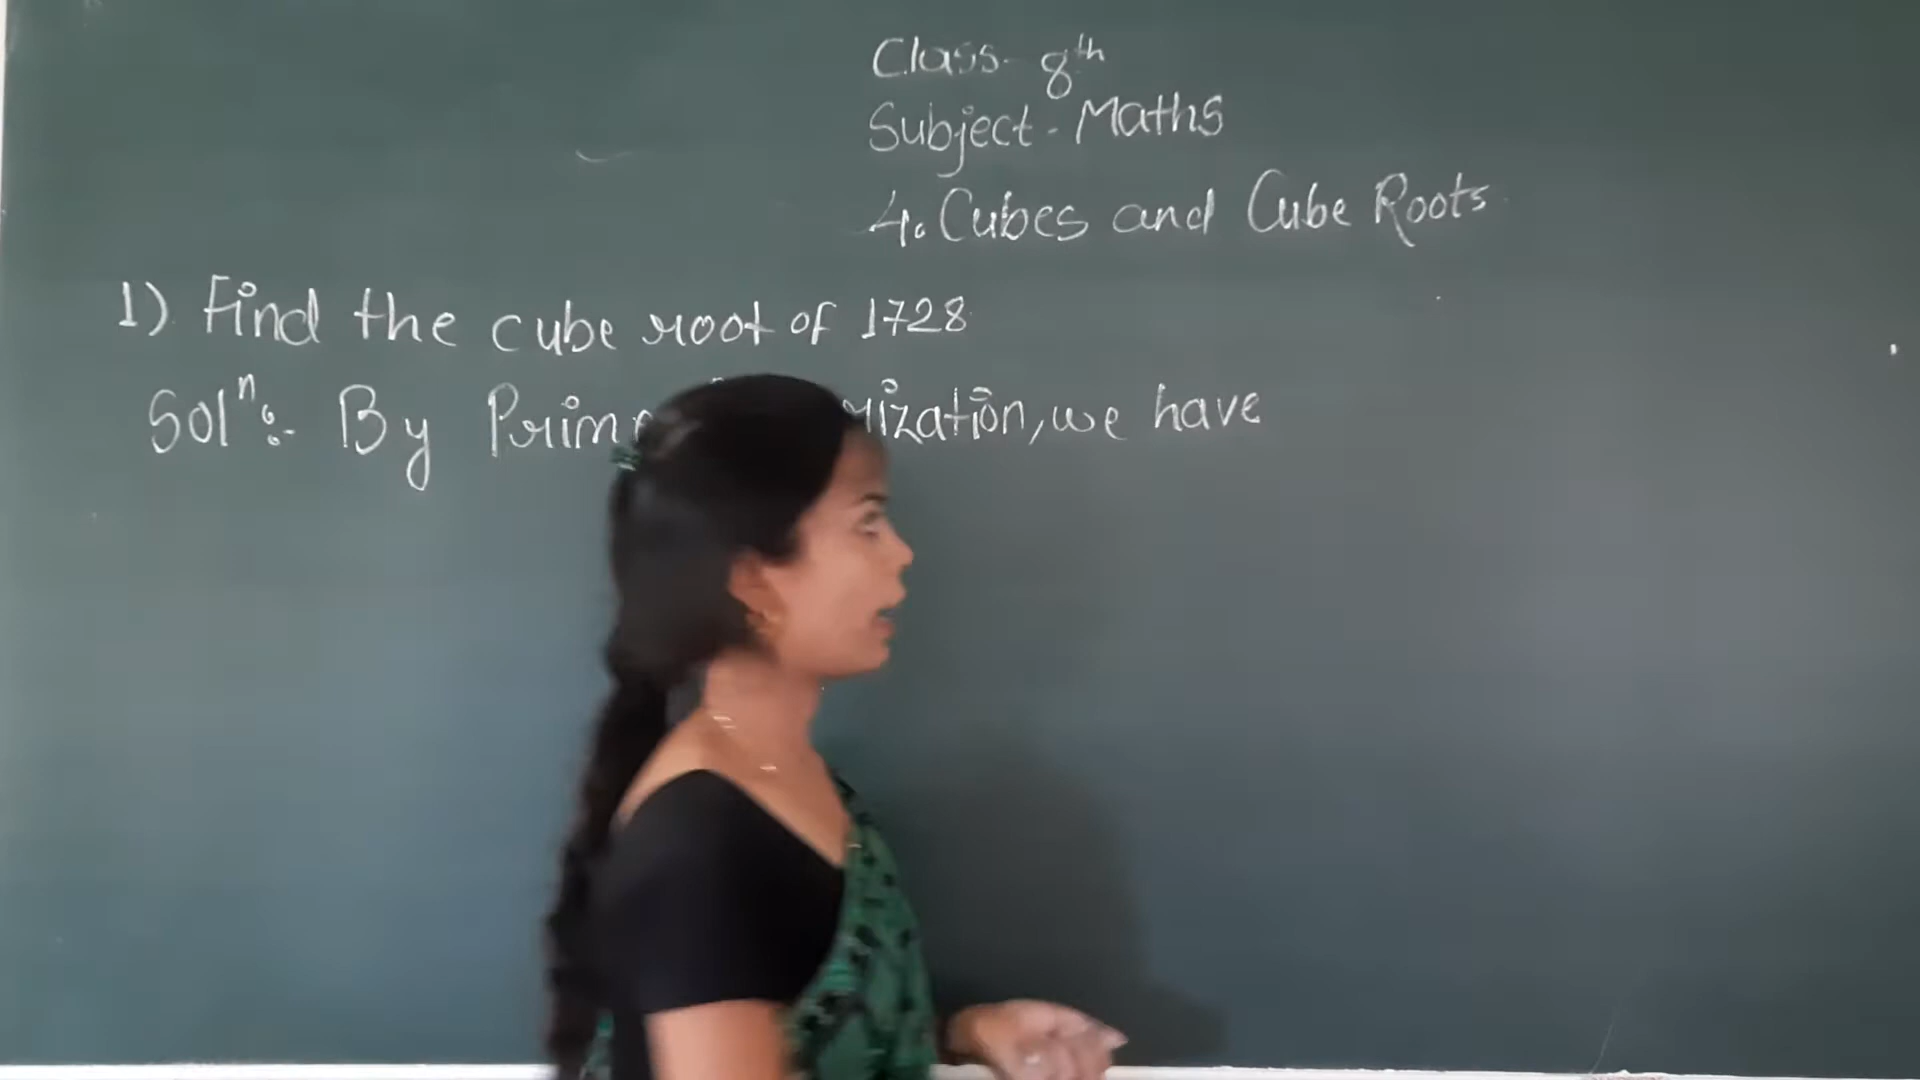 Class- 8th
Subject - Maths
4. Cubes and Cube Roots
1) Find the cube root of 1728
Solⁿ:- By Prim rization, we have